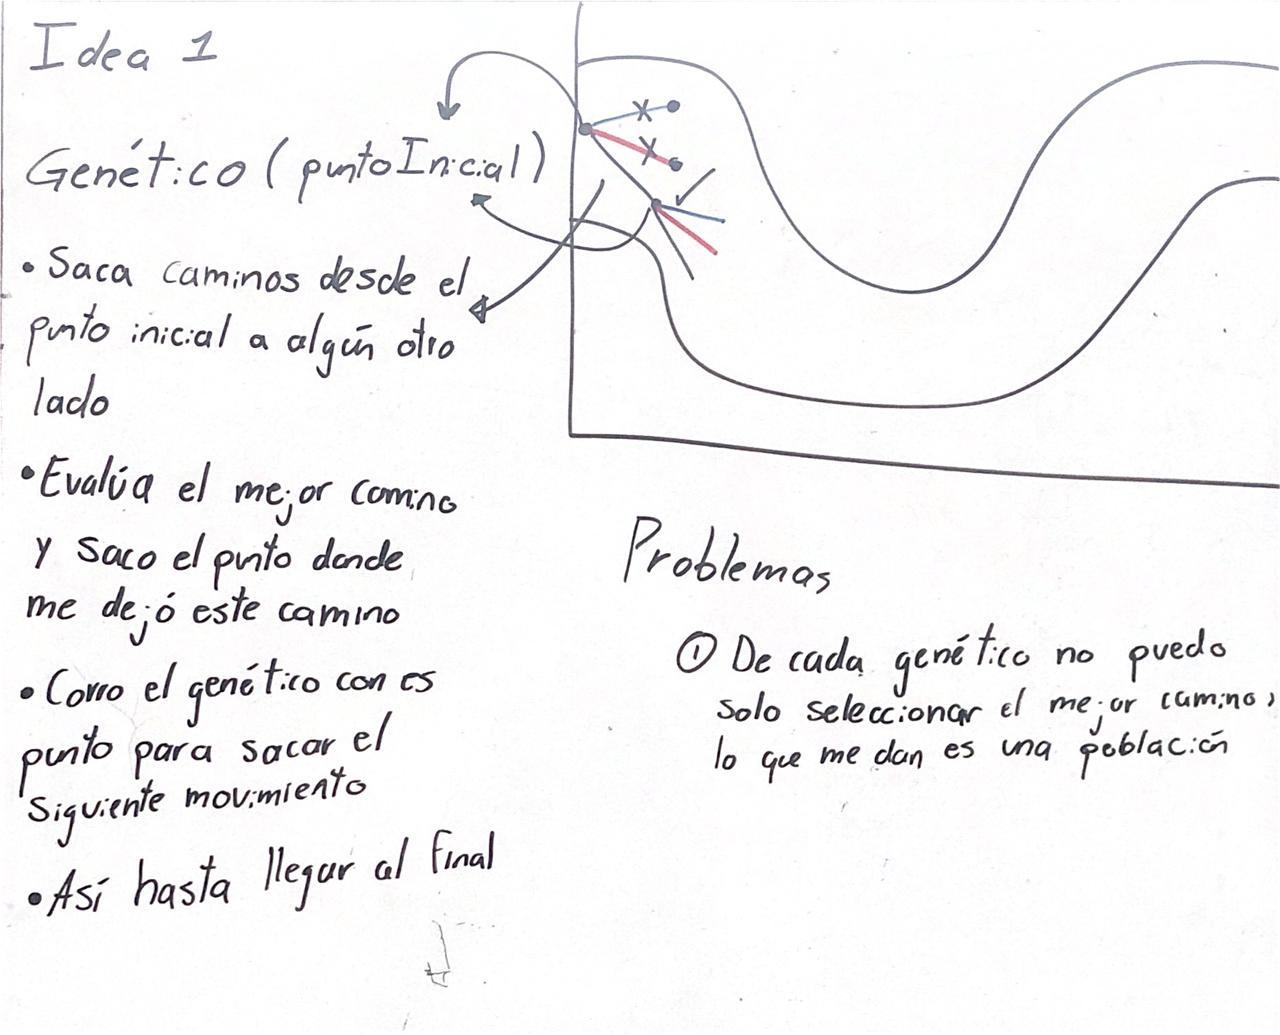 Idea 1
Genético (punto Inicial)
• Saca caminos desde el
punto inicial a algún otro
lado
• Evalúa el mejor camino
y saco el punto donde
me dejó este camino
• Corro el genético con es
punto para sacar el
siguiente movimiento
• Así hasta llegar al final
Problemas
① De cada genético no puedo
solo seleccionar el mejor camino,
lo que me dan es una población